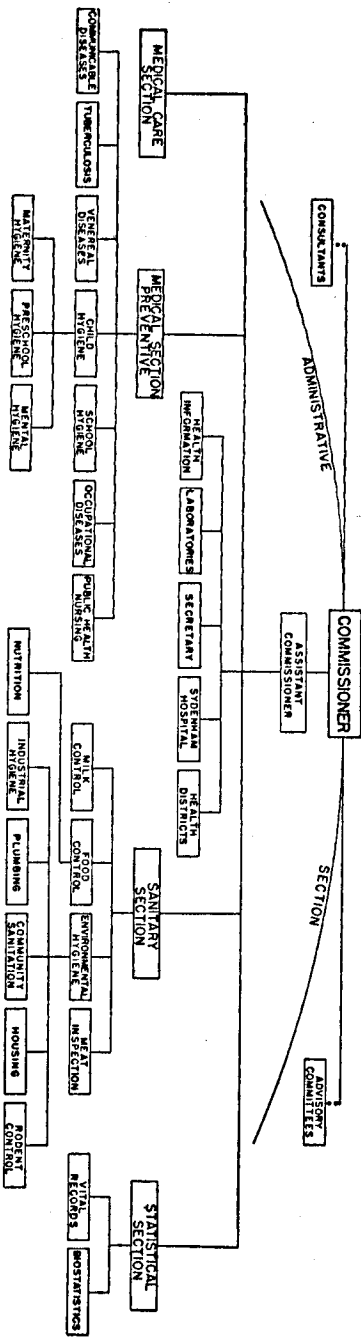 COMMISSIONER
CONSULTANTS
ADVISORY
COMMITTEES
ADMINISTRATIVE
SECTION
ASSISTANT
COMMISSIONER
HEALTH
INFORMATION
LABORATORIES
SECRETARY
SYDENHAM
HOSPITAL
HEALTH
DISTRICTS
MEDICAL CARE
SECTION
MEDICAL SECTION
PREVENTIVE
SANITARY
SECTION
STATISTICAL
SECTION
COMMUNICABLE
DISEASES
TUBERCULOSIS
VENEREAL
DISEASES
CHILD
HYGIENE
SCHOOL
HYGIENE
OCCUPATIONAL
DISEASES
PUBLIC HEALTH
NURSING
MILK
CONTROL
FOOD
CONTROL
ENVIRONMENTAL
HYGIENE
MEAT
INSPECTION
VITAL
RECORDS
BIOSTATISTICS
MATERNITY
HYGIENE
PRESCHOOL
HYGIENE
MENTAL
HYGIENE
NUTRITION
INDUSTRIAL
HYGIENE
PLUMBING
COMMUNITY
SANITATION
HOUSING
RODENT
CONTROL